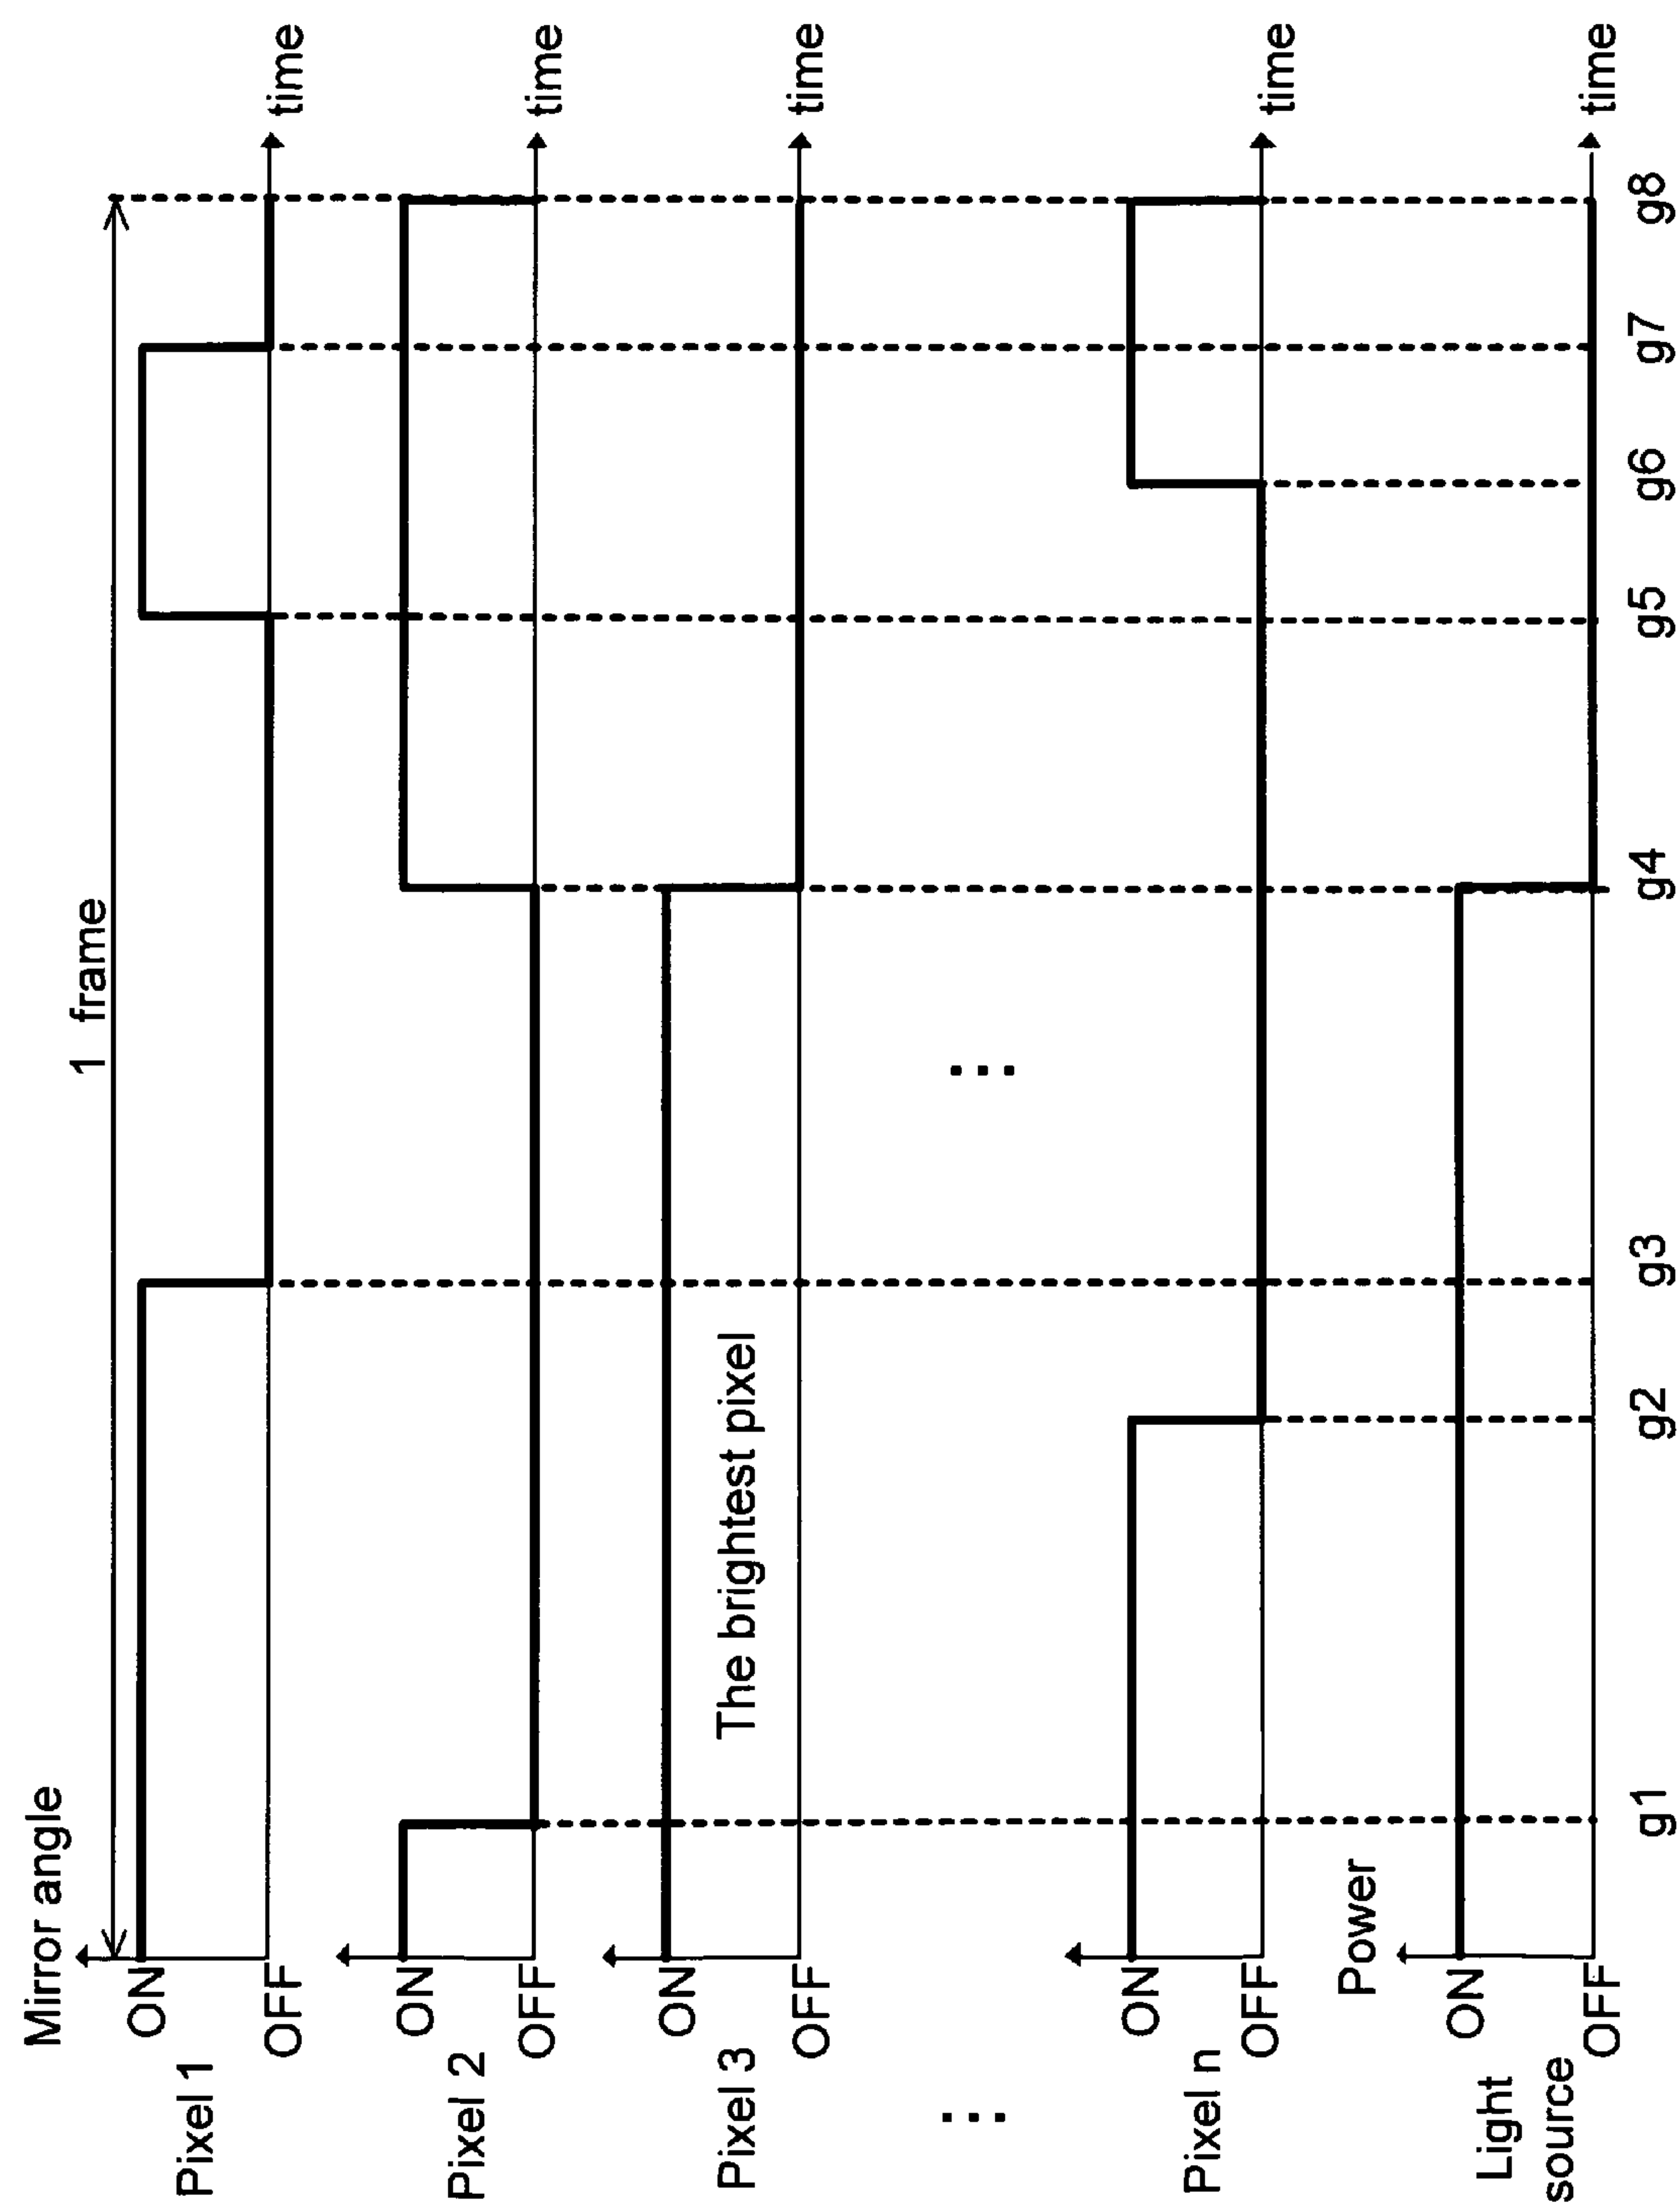 1 frame
Mirror angle
Pixel 1
ON
OFF
time
Pixel 2
ON
OFF
time
Pixel 3
ON
OFF
The brightest pixel
time
...
...
Pixel n
ON
OFF
time
Power
Light
source
ON
OFF
time
g1 g2 g3 g4 g5 g6 g7 g8